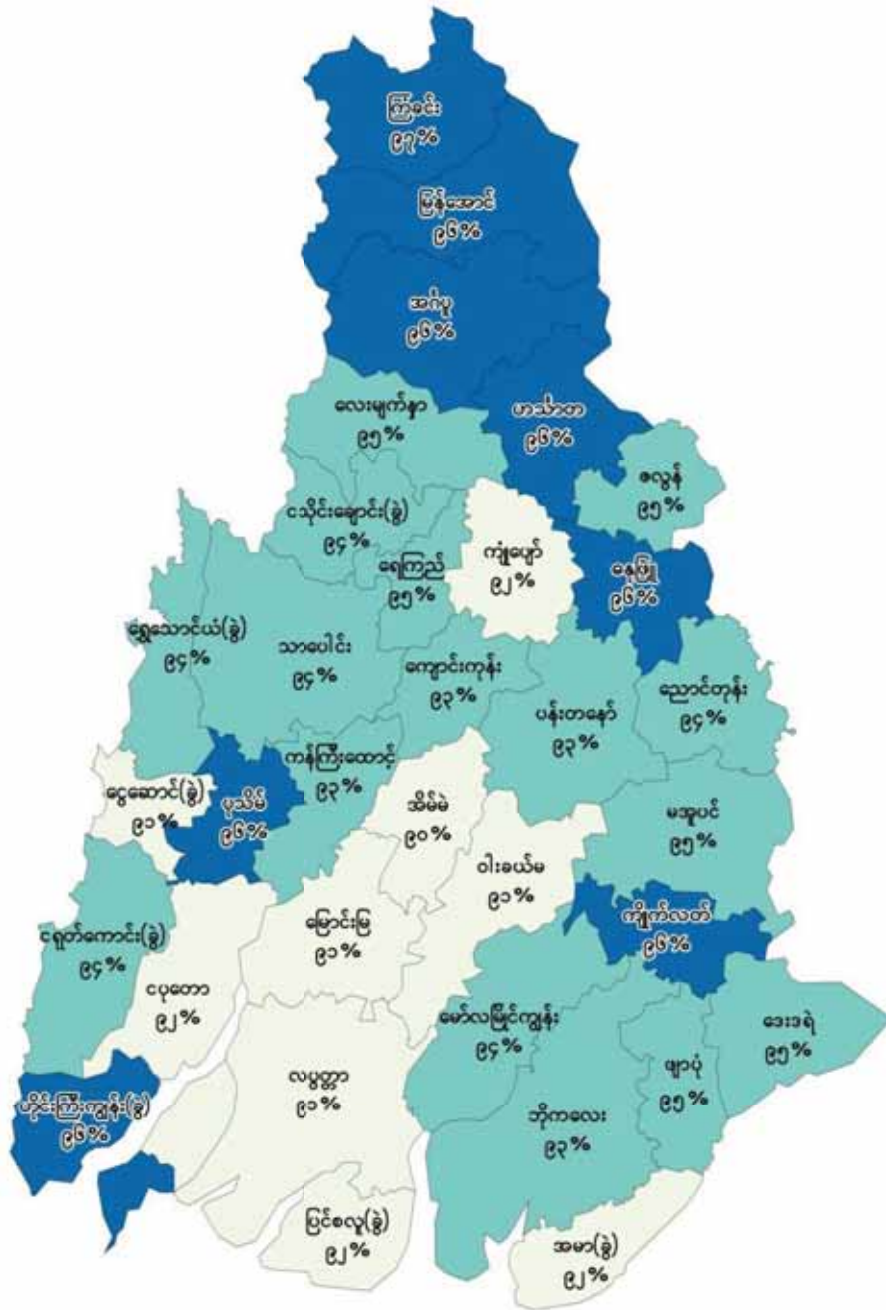 ကြံခင်း
၉၇%
မြန်အောင်
၉၆%
အင်္ဂပူ
၉၆%
လေးမျက်နှာ
၉၅%
ဟင်္သာတ
၉၆%
ဇလွန်
၉၅%
ငသိုင်းချောင်း(ခွဲ)
၉၄%
ရေကြည်
၉၅%
ကျုံပျော်
၉၂%
ဓနုဖြူ
၉၆%
ရွှေသောင်ယံ(ခွဲ)
၉၄%
သာပေါင်း
၉၄%
ကျောင်းကုန်း
၉၃%
ပန်းတနော်
၉၃%
ညောင်တုန်း
၉၄%
ငွေဆောင်(ခွဲ)
၉၁%
ပုသိမ်
၉၆%
ကန်ကြီးထောင့်
၉၃%
အိမ်မဲ
၉၀%
ဝါးခယ်မ
၉၁%
မအူပင်
၉၅%
ကျိုက်လတ်
၉၆%
ငရုတ်ကောင်း(ခွဲ)
၉၄%
ငပုတော
၉၂%
မြောင်းမြ
၉၁%
မော်လမြိုင်ကျွန်း
၉၄%
ဒေးဒရဲ
၉၅%
ဟိုင်းကြီးကျွန်း(ခွဲ)
၉၆%
လပွတ္တာ
၉၁%
ဘိုကလေး
၉၃%
ဖျာပုံ
၉၅%
ပြင်စလူ(ခွဲ)
၉၂%
အမာ(ခွဲ)
၉၂%